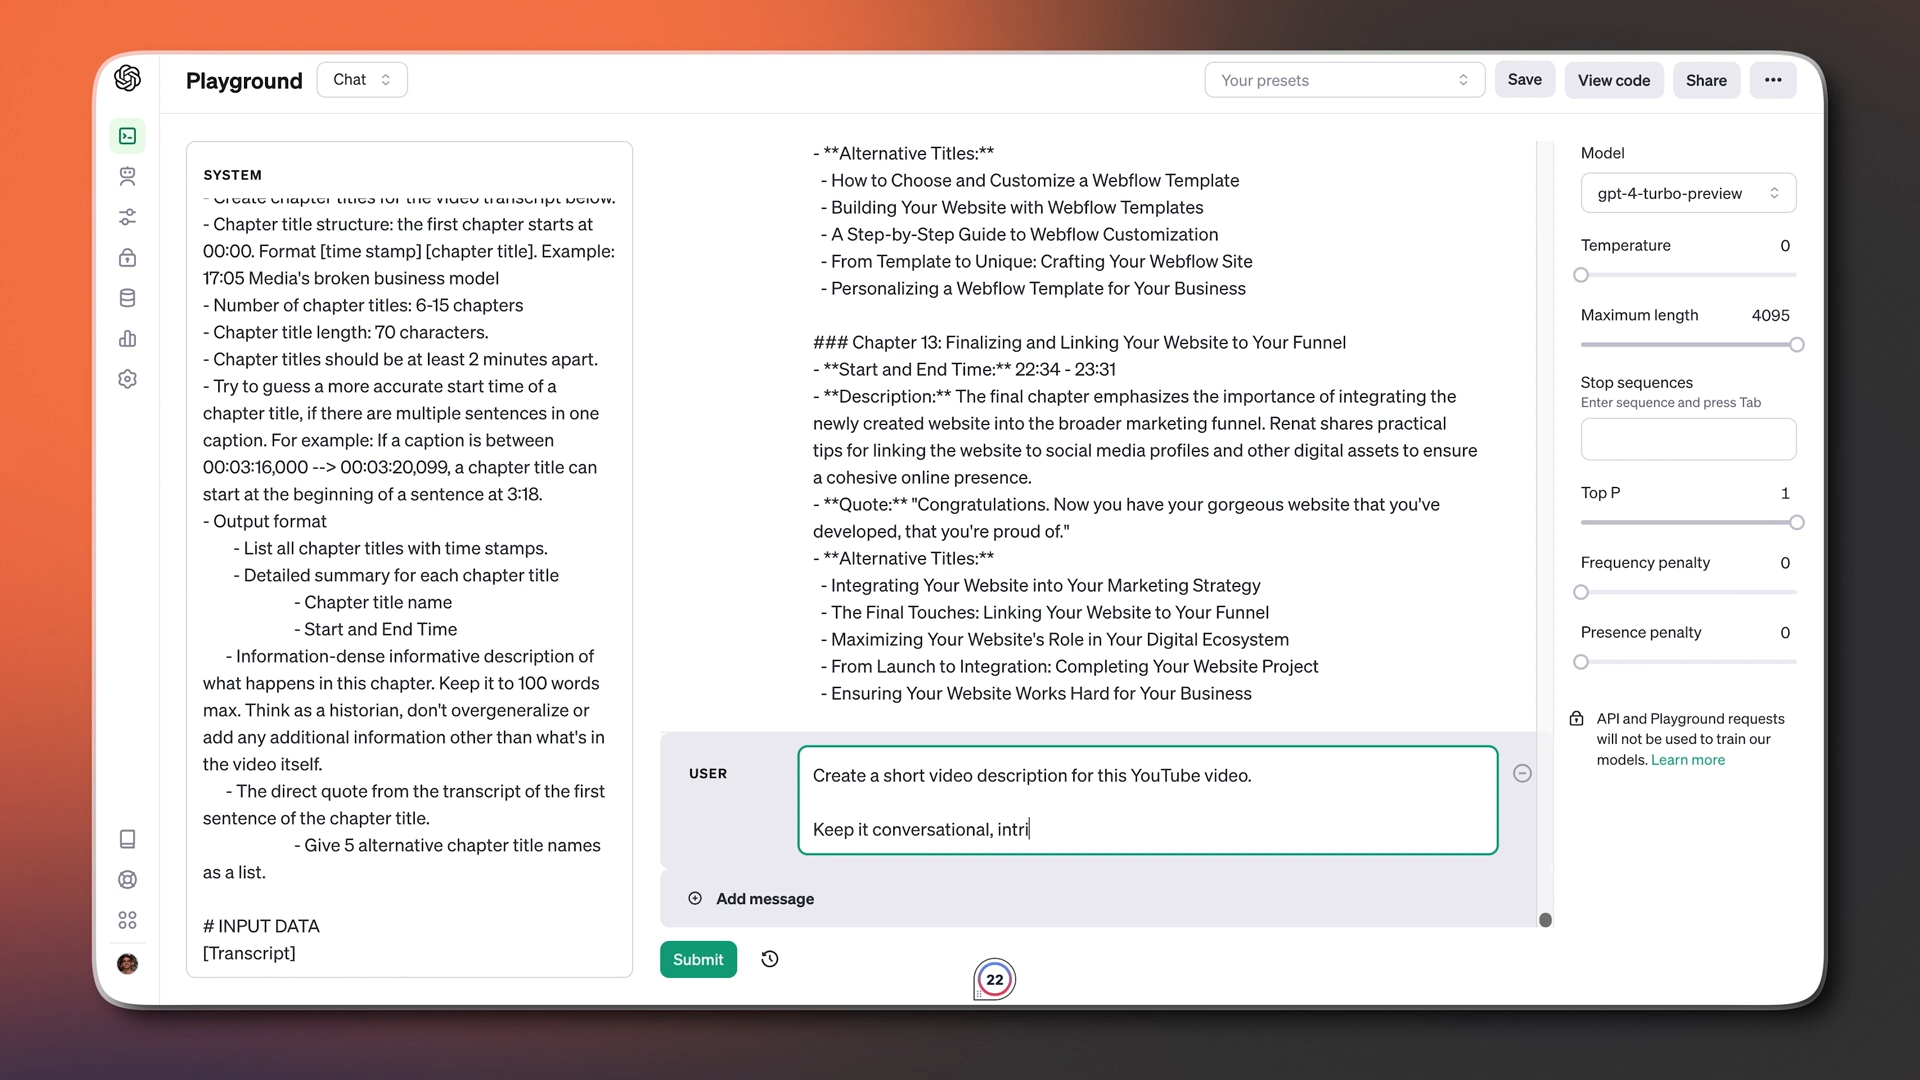 Playground
Chat
Your presets
Save
View code
Share
SYSTEM
- Create chapter titles for the video transcript below.
- Chapter title structure: the first chapter starts at
00:00. Format [time stamp] [chapter title]. Example:
17:05 Media's broken business model
- Number of chapter titles: 6-15 chapters
- Chapter title length: 70 characters.
- Chapter titles should be at least 2 minutes apart.
- Try to guess a more accurate start time of a
chapter title, if there are multiple sentences in one
caption. For example: If a caption is between
00:03:16,000 --> 00:03:20,099, a chapter title can
start at the beginning of a sentence at 3:18.
- Output format
- List all chapter titles with time stamps.
- Detailed summary for each chapter title
- Chapter title name
- Start and End Time
- Information-dense informative description of
what happens in this chapter. Keep it to 100 words
max. Think as a historian, don't overgeneralize or
add any additional information other than what's in
the video itself.
- The direct quote from the transcript of the first
sentence of the chapter title.
- Give 5 alternative chapter title names
as a list.
# INPUT DATA
[Transcript]
- **Alternative Titles:**
- How to Choose and Customize a Webflow Template
- Building Your Website with Webflow Templates
- A Step-by-Step Guide to Webflow Customization
- From Template to Unique: Crafting Your Webflow Site
- Personalizing a Webflow Template for Your Business
### Chapter 13: Finalizing and Linking Your Website to Your Funnel
- **Start and End Time:** 22:34 - 23:31
- **Description:** The final chapter emphasizes the importance of integrating the
newly created website into the broader marketing funnel. Renat shares practical
tips for linking the website to social media profiles and other digital assets to ensure
a cohesive online presence.
- **Quote:** "Congratulations. Now you have your gorgeous website that you've
developed, that you're proud of."
- **Alternative Titles:**
- Integrating Your Website into Your Marketing Strategy
- The Final Touches: Linking Your Website to Your Funnel
- Maximizing Your Website's Role in Your Digital Ecosystem
- From Launch to Integration: Completing Your Website Project
- Ensuring Your Website Works Hard for Your Business
USER
Create a short video description for this YouTube video.
Keep it conversational, intri
Add message
Submit
22
Model
gpt-4-turbo-preview
Temperature 0
Maximum length 4095
Stop sequences
Enter sequence and press Tab
Top P 1
Frequency penalty 0
Presence penalty 0
API and Playground requests
will not be used to train our
models. Learn more